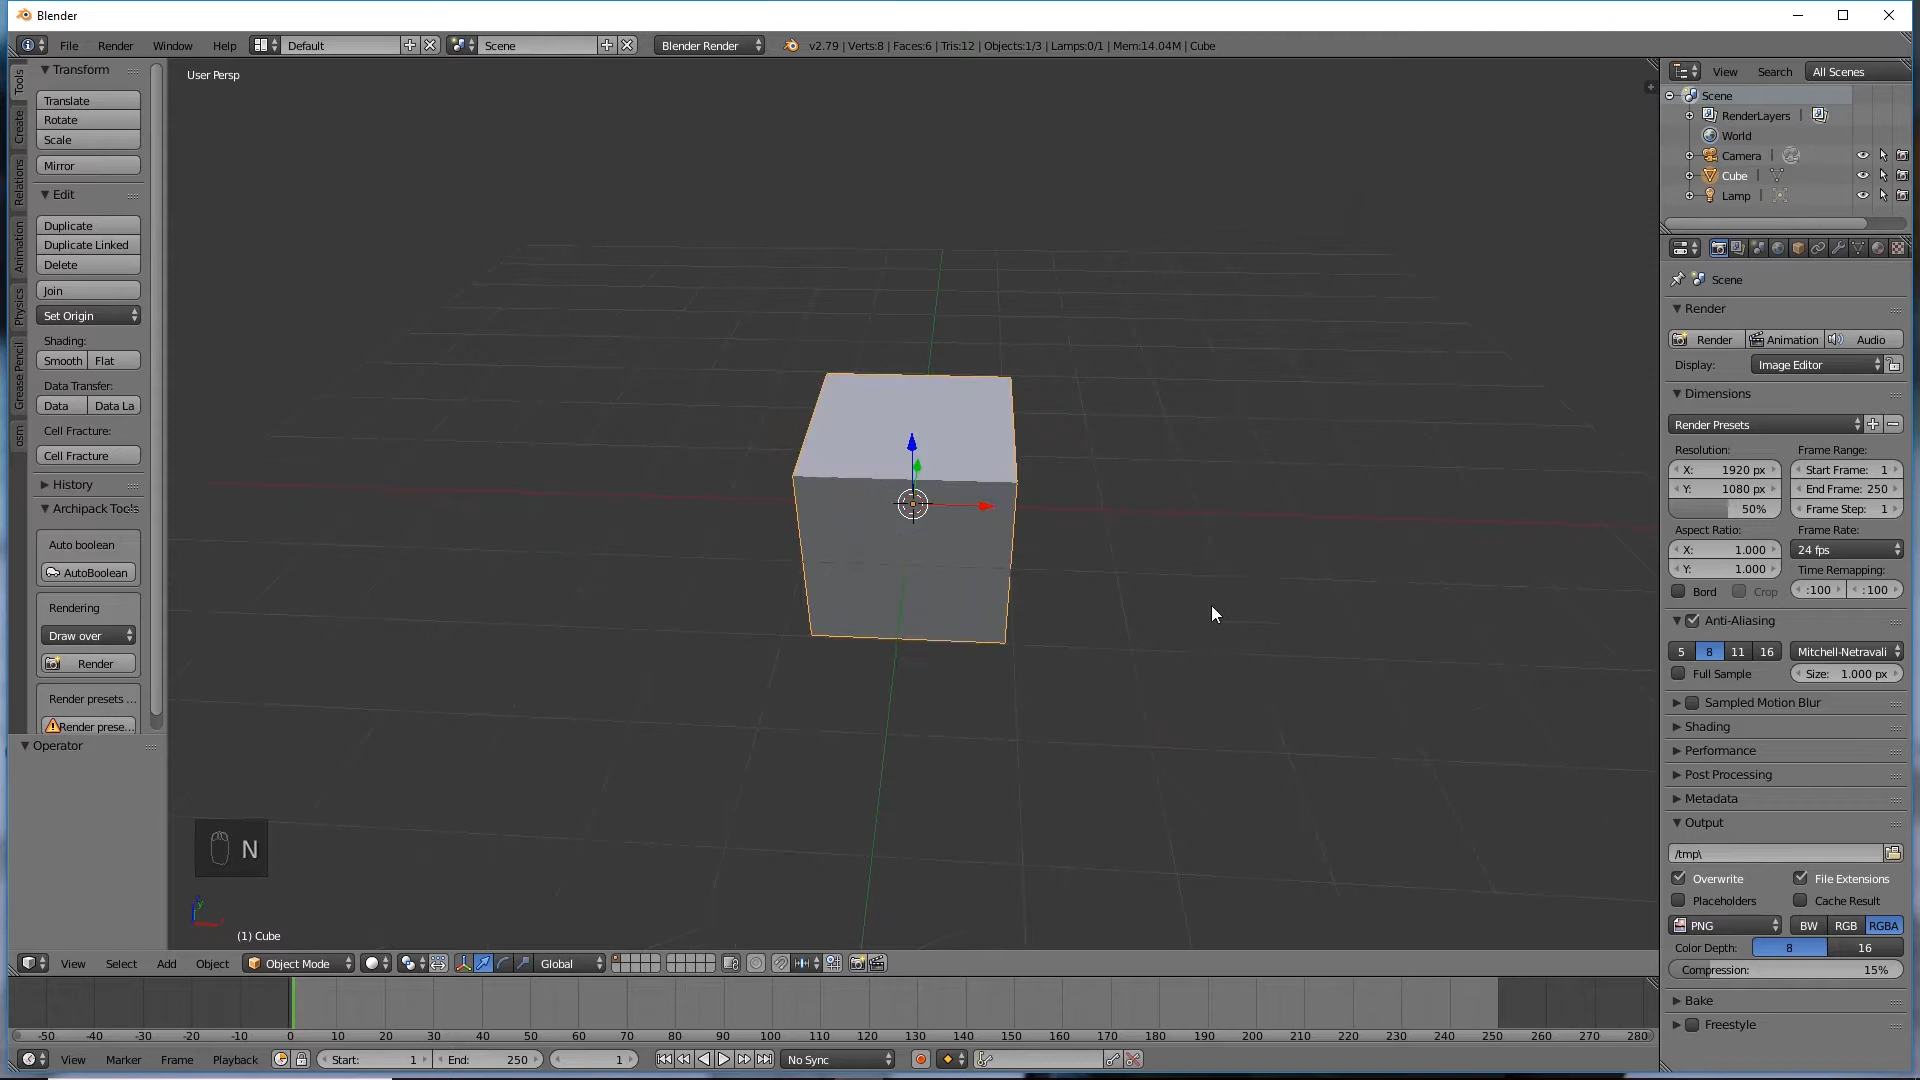 Blender
File Render Window Help Default Scene Blender Render v2.79 | Verts:8 | Faces:6 | Tris:12 | Objects:1/3 | Lamps:0/1 | Mem:14.04M | Cube
Tools
Create
Relations
Animation
Physics
Grease Pencil
osm
Transform
Translate
Rotate
Scale
Mirror
Edit
Duplicate
Duplicate Linked
Delete
Join
Set Origin
Shading:
Smooth Flat
Data Transfer:
Data Data La
Cell Fracture:
Cell Fracture
History
Archipack Tools
Auto boolean
AutoBoolean
Rendering
Draw over
Render
Render presets ...
Render prese...
Operator
User Persp
N
(1) Cube
View Select Add Object Object Mode Global
-50 -40 -30 -20 -10 0 10 20 30 40 50 60 70 80 90 100 110 120 130 140 150 160 170 180 190 200 210 220 230 240 250 260 270 280
View Marker Frame Playback Start: 1 End: 250 1 No Sync
View Search All Scenes
Scene
RenderLayers
World
Camera
Cube
Lamp
Scene
Render
Render Animation Audio
Display: Image Editor
Dimensions
Render Presets
Resolution: Frame Range:
X: 1920 px Start Frame: 1
Y: 1080 px End Frame: 250
50% Frame Step: 1
Aspect Ratio: Frame Rate:
X: 1.000 24 fps
Y: 1.000 Time Remapping:
Bord Crop :100 :100
Anti-Aliasing
5 8 11 16 Mitchell-Netravali
Full Sample Size: 1.000 px
Sampled Motion Blur
Shading
Performance
Post Processing
Metadata
Output
/tmp\
Overwrite File Extensions
Placeholders Cache Result
PNG BW RGB RGBA
Color Depth: 8 16
Compression: 15%
Bake
Freestyle